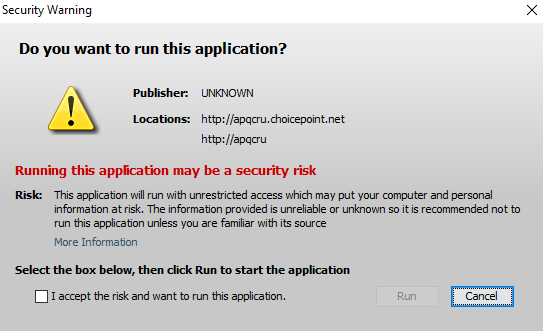 Security Warning
Do you want to run this application?
Publisher: UNKNOWN
Locations: http://apqcru.choicepoint.net
http://apqcru
Running this application may be a security risk
Risk: This application will run with unrestricted access which may put your computer and personal
information at risk. The information provided is unreliable or unknown so it is recommended not to
run this application unless you are familiar with its source
More Information
Select the box below, then click Run to start the application
I accept the risk and want to run this application.
Run Cancel